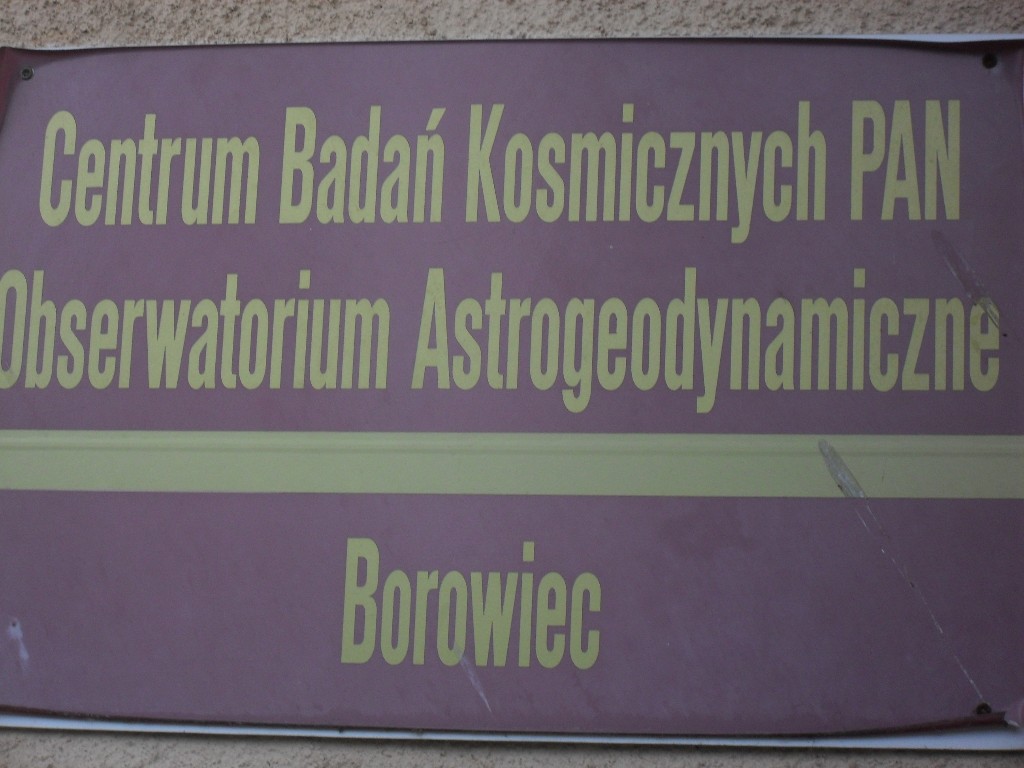 Centrum Badań Kosmicznych PAN
Obserwatorium Astrogeodynamiczne
Borowiec